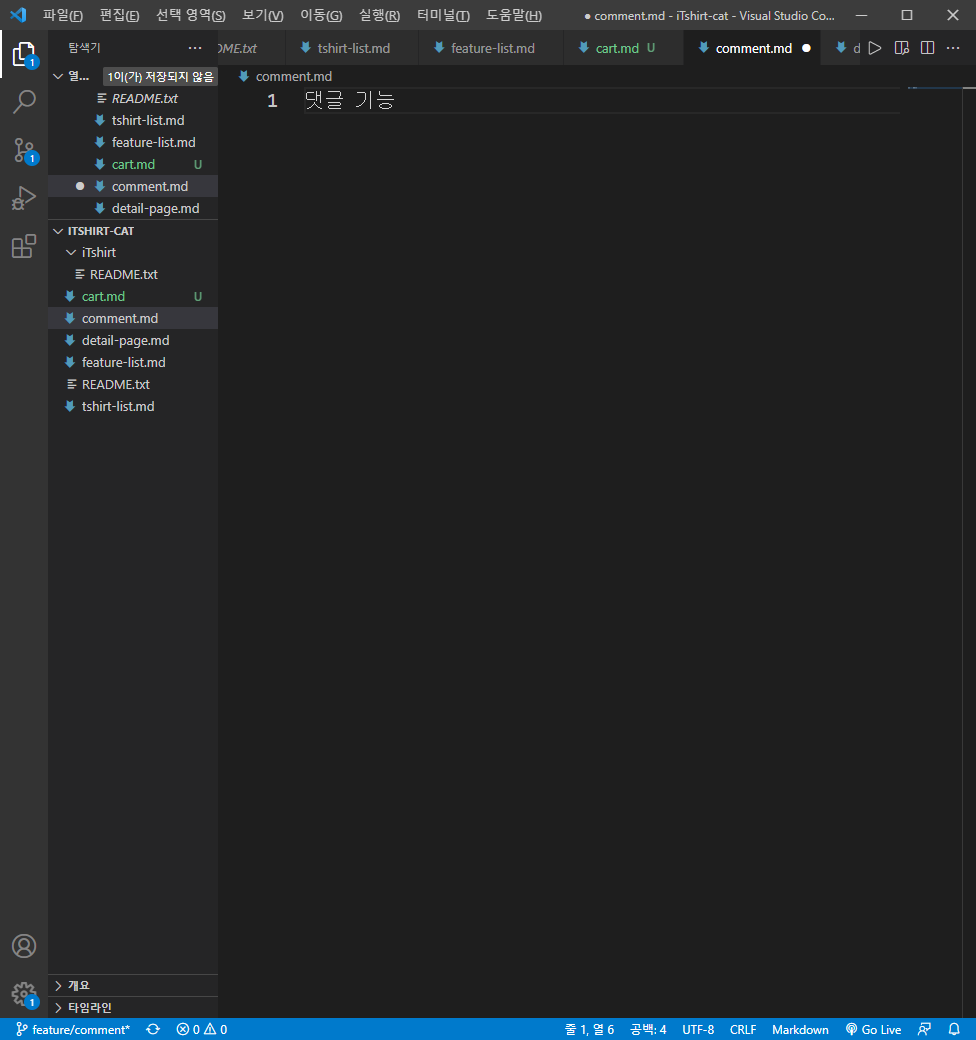 파일(F) 편집(E) 선택 영역(S) 보기(V) 이동(G) 실행(R) 터미널(T) 도움말(H) ● comment.md - iTshirt-cat - Visual Studio Co...
탐색기 ...
DME.txt tshirt-list.md feature-list.md cart.md U comment.md ● d ...
열... 1이(가) 저장되지 않음
comment.md
README.txt
tshirt-list.md
feature-list.md
cart.md U
comment.md
detail-page.md
1 댓글 기능
ITSHIRT-CAT
iTshirt
README.txt
cart.md U
comment.md
detail-page.md
feature-list.md
README.txt
tshirt-list.md
1
1
1
개요
타임라인
feature/comment* 0 0 줄 1, 열 6 공백: 4 UTF-8 CRLF Markdown Go Live